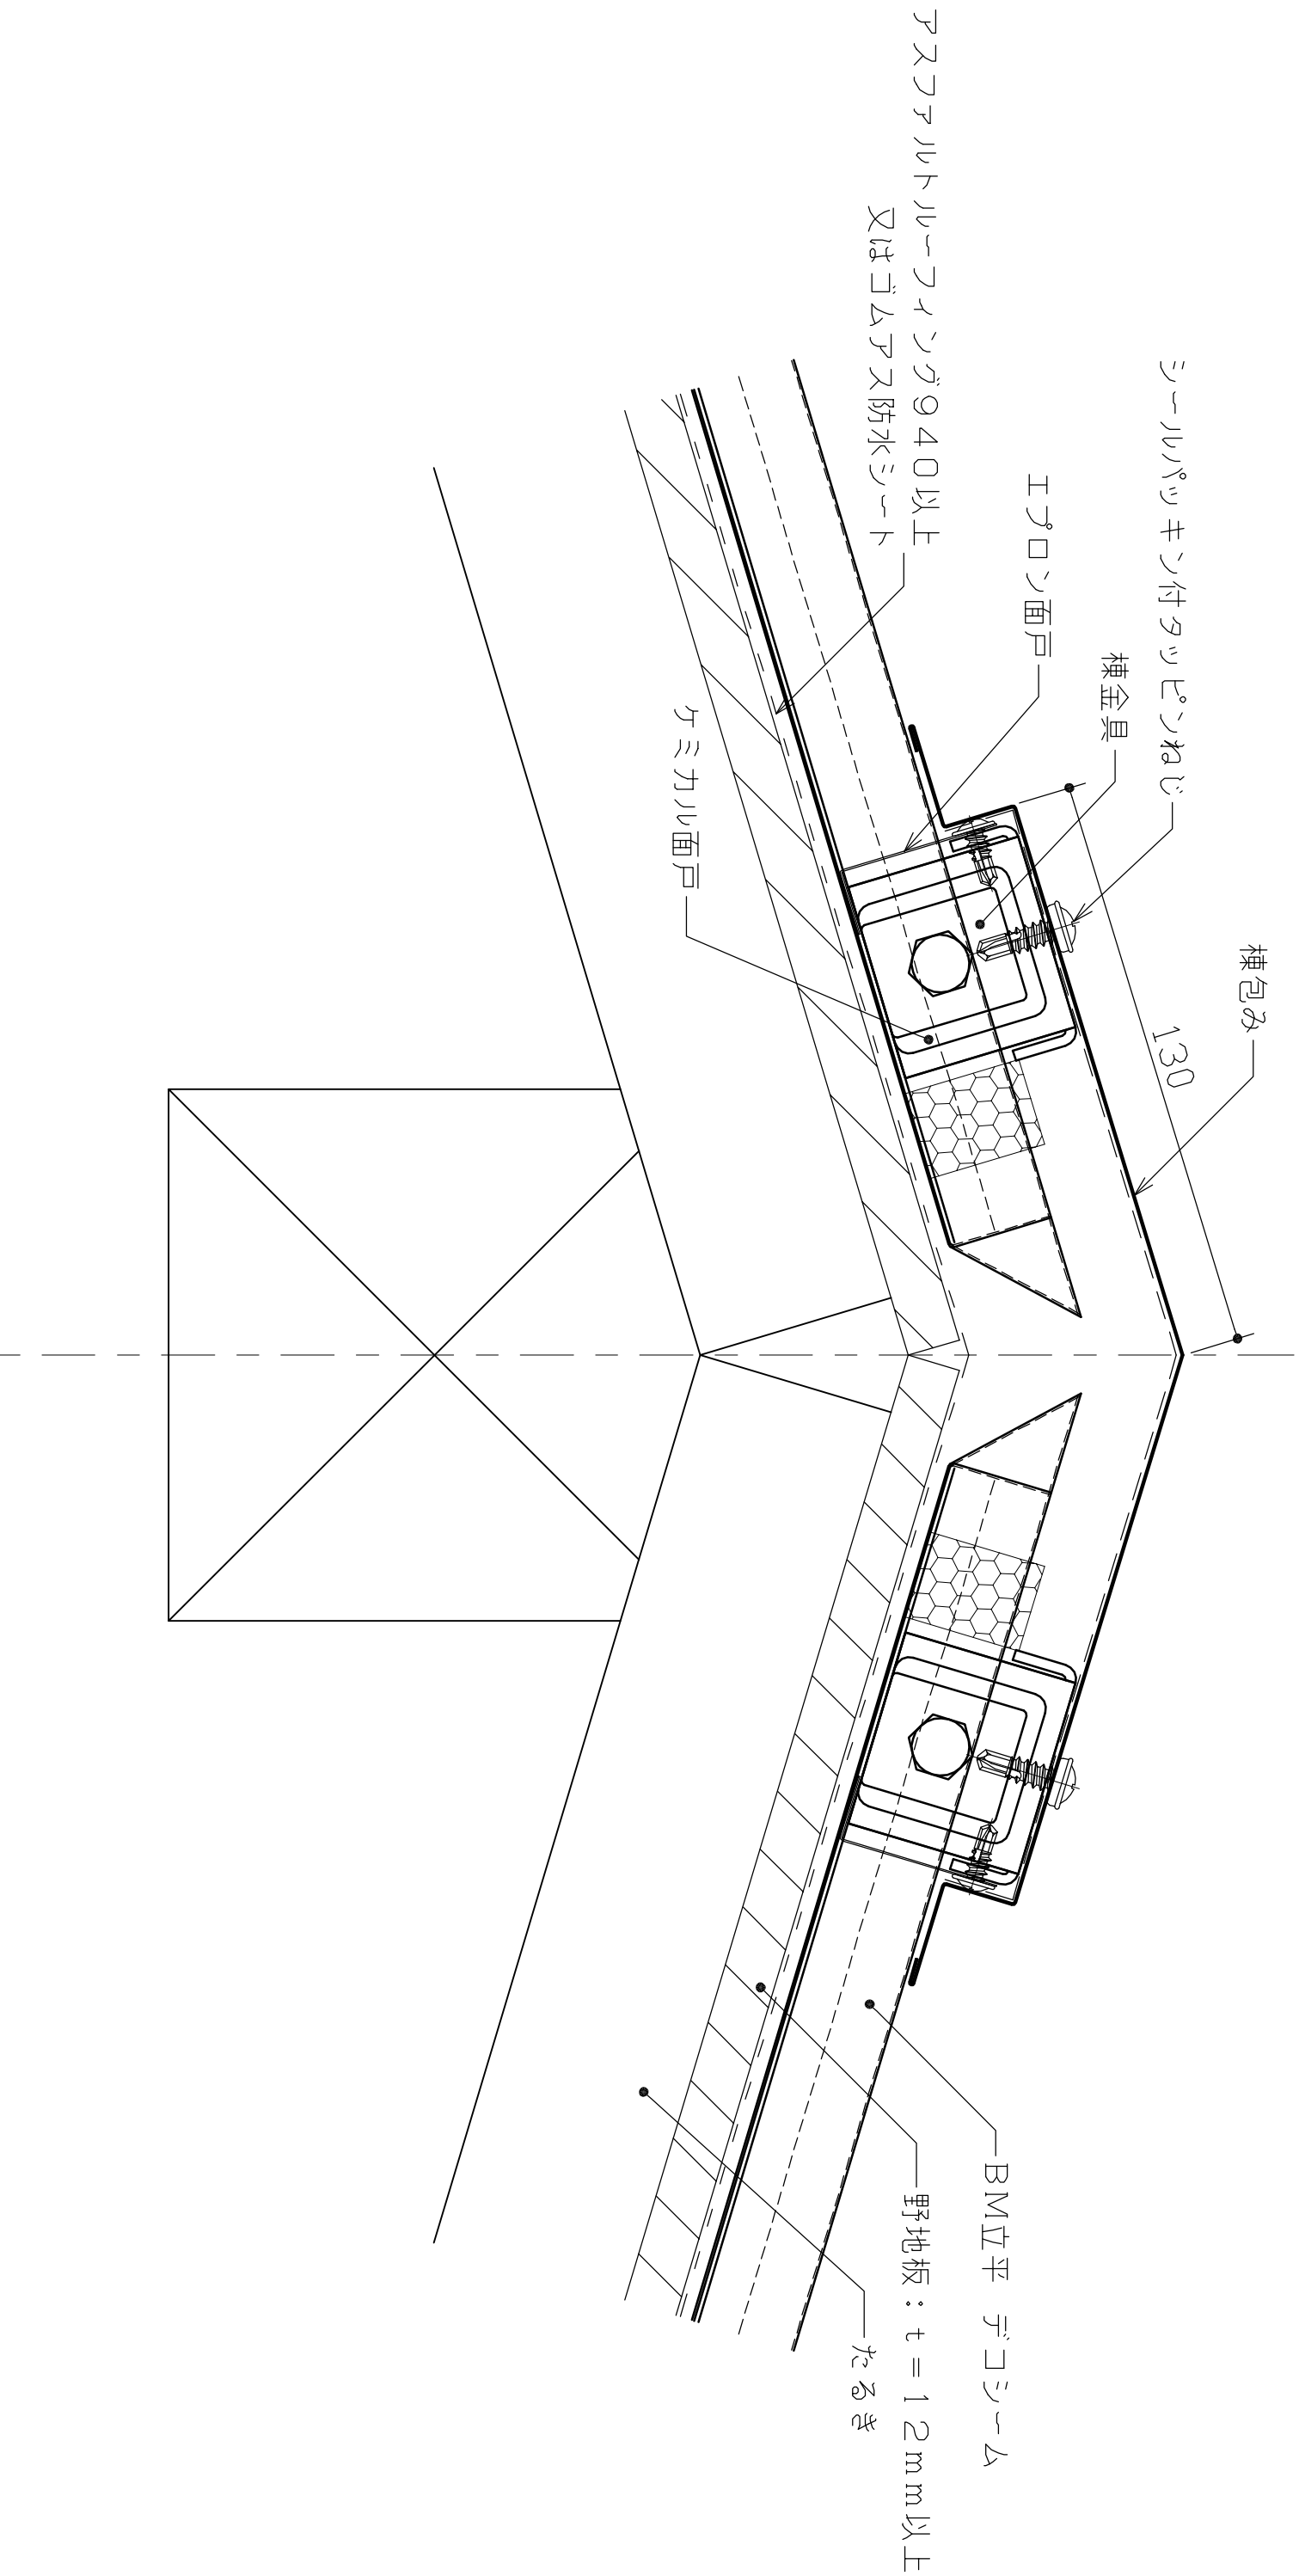 棟包み
130
シールパッキン付タッピンねじ
棟金具
エプロン面戸
アスファルトルーフィング940以上
又はゴムアス防水シート
ケミカル面戸
BM立平 デコシーム
野地板：t＝12mm以上
たるき